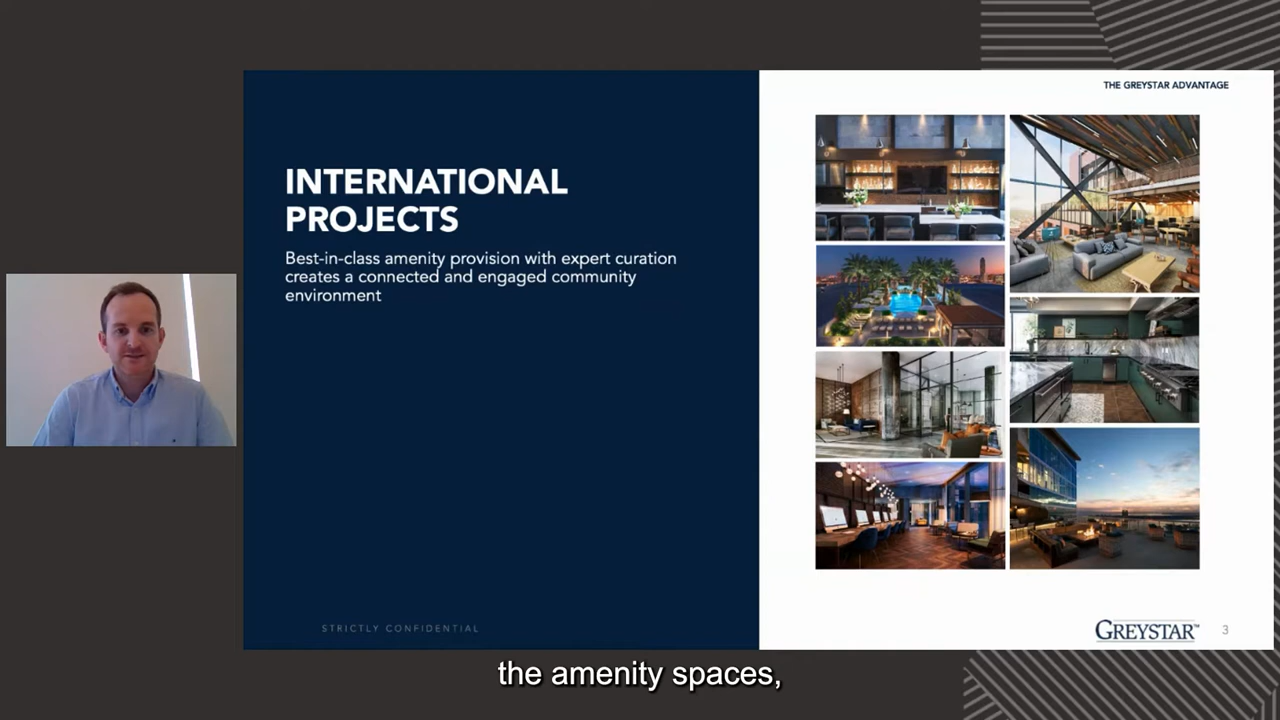 THE GREYSTAR ADVANTAGE
INTERNATIONAL
PROJECTS
Best-in-class amenity provision with expert curation
creates a connected and engaged community
environment
STRICTLY CONFIDENTIAL
GREYSTAR™
3
the amenity spaces,